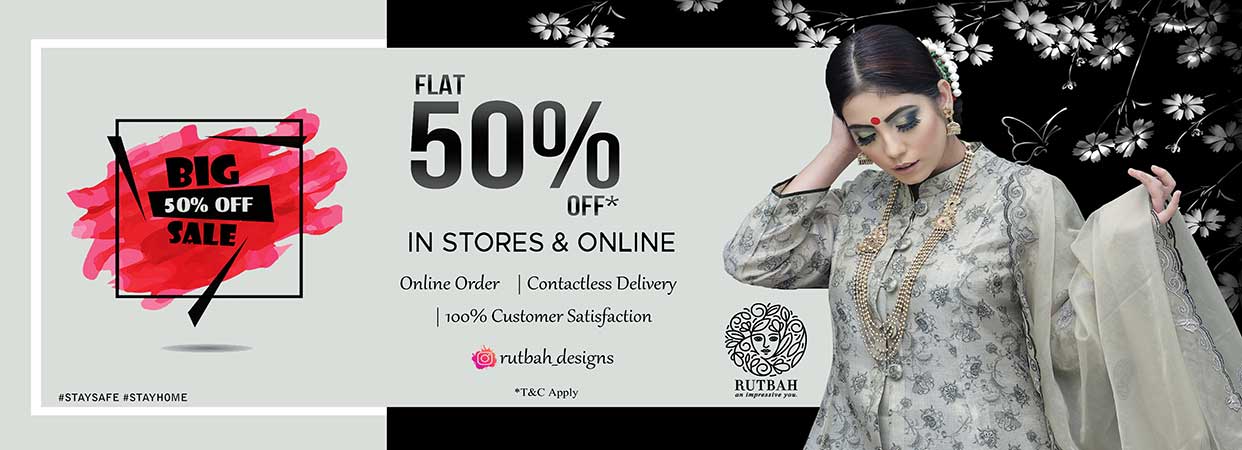 BIG
50% OFF
SALE
#STAYSAFE #STAYHOME
FLAT
50%
OFF*
IN STORES & ONLINE
Online Order | Contactless Delivery
| 100% Customer Satisfaction
rutbah_designs
*T&C Apply
RUTBAH
an impressive you.